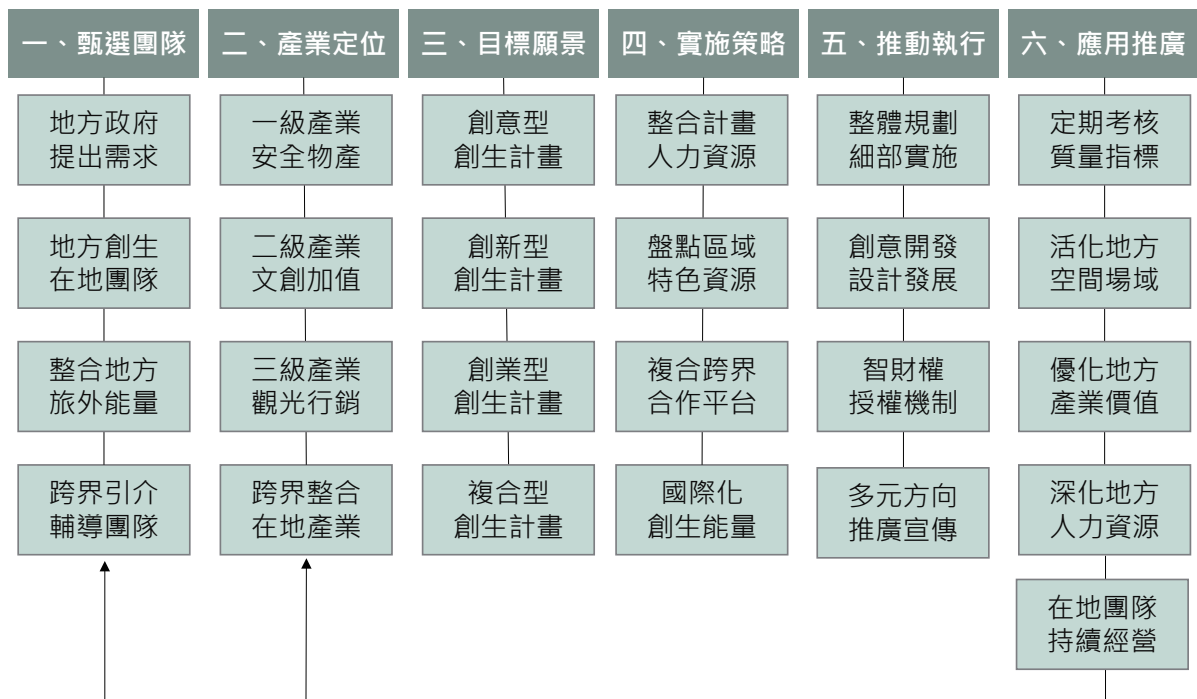 一、甄選團隊
地方政府
提出需求
地方創生
在地團隊
整合地方
旅外能量
跨界引介
輔導團隊
二、產業定位
一級產業
安全物產
二級產業
文創加值
三級產業
觀光行銷
跨界整合
在地產業
三、目標願景
創意型
創生計畫
創新型
創生計畫
創業型
創生計畫
複合型
創生計畫
四、實施策略
整合計畫
人力資源
盤點區域
特色資源
複合跨界
合作平台
國際化
創生能量
五、推動執行
整體規劃
細部實施
創意開發
設計發展
智財權
授權機制
多元方向
推廣宣傳
六、應用推廣
定期考核
質量指標
活化地方
空間場域
優化地方
產業價值
深化地方
人力資源
在地團隊
持續經營